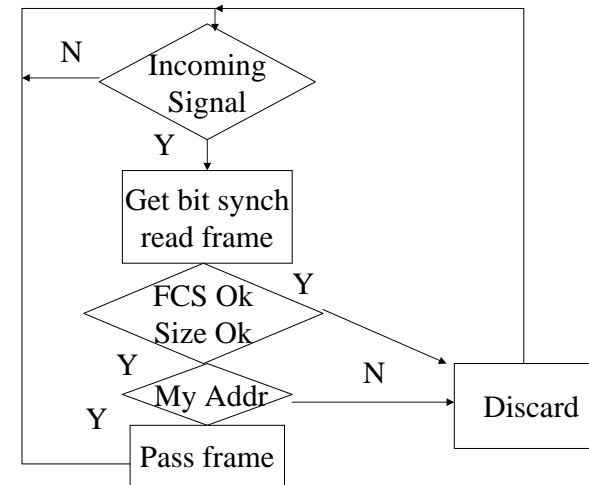 N
Incoming
Signal
Y
Get bit synch
read frame
Y
FCS Ok
Size Ok
Y
N
My Addr
Y
Discard
Pass frame